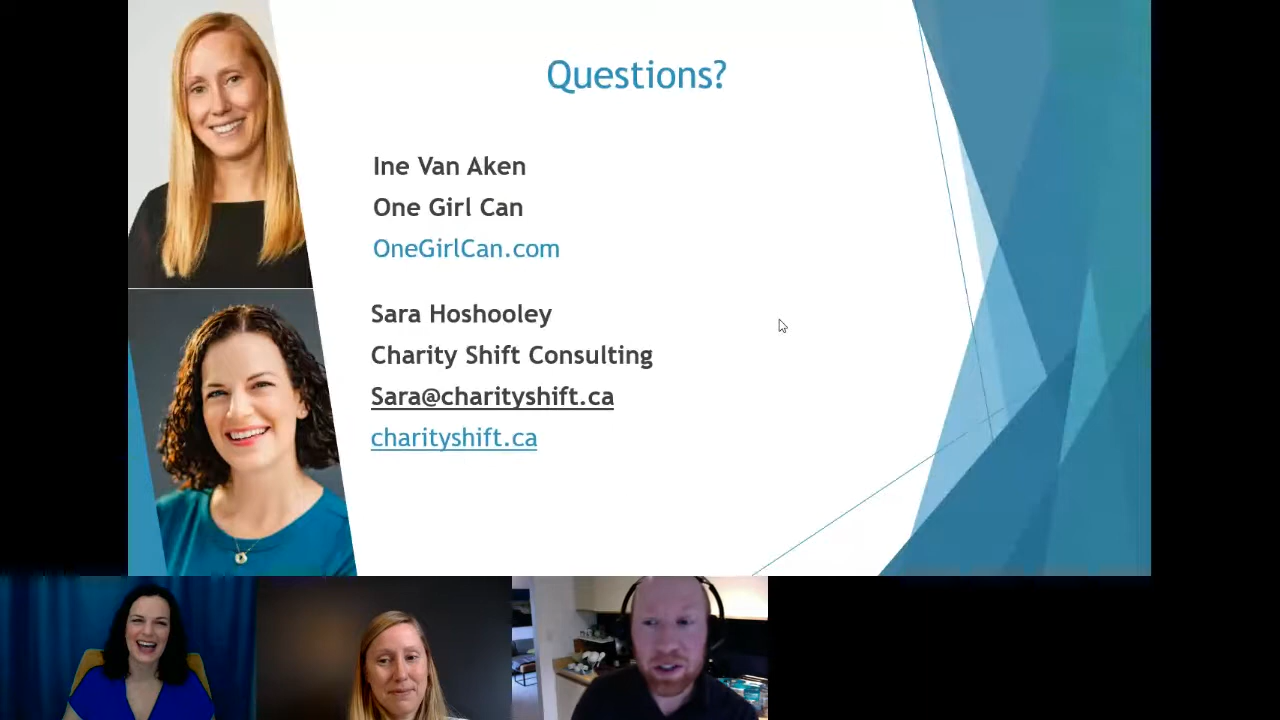 Questions?
Ine Van Aken
One Girl Can
OneGirlCan.com
Sara Hoshooley
Charity Shift Consulting
Sara@charityshift.ca
charityshift.ca